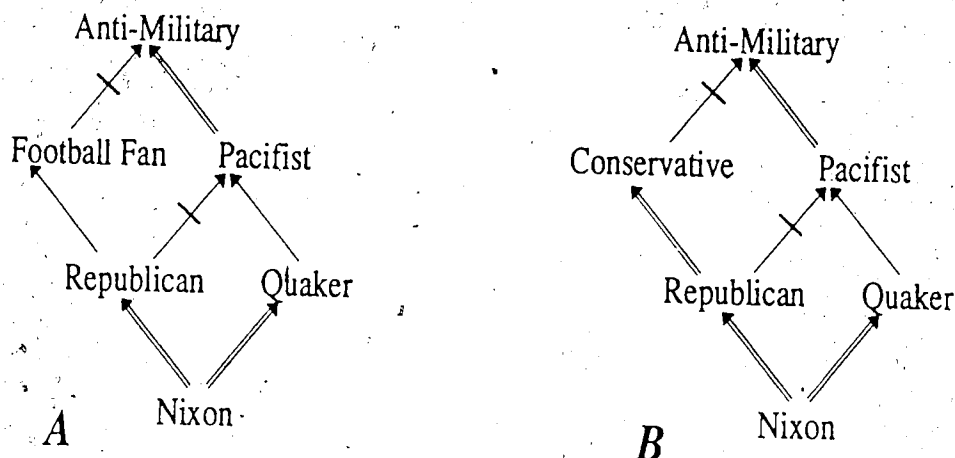 Anti-Military
Football Fan Pacifist
Republican Quaker
Nixon
A
Anti-Military
Conservative Pacifist
Republican Quaker
Nixon
B